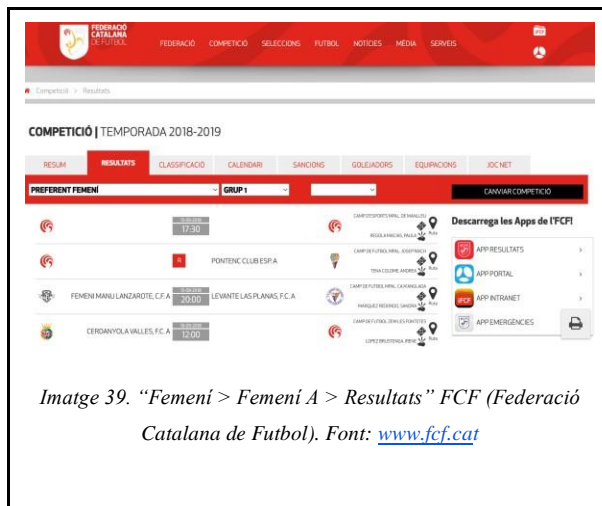 FEDERACIÓ
CATALANA
DE FUTBOL
FEDERACIÓ COMPETICIÓ SELECCIONS FUTBOL NOTÍCIES MÈDIA SERVEIS
Competició > Resultats
COMPETICIÓ | TEMPORADA 2018-2019
RESUM RESULTATS CLASSIFICACIÓ CALENDARI SANCIONS GOLEJADORS EQUIPACIONS JOC NET
PREFERENT FEMENÍ GRUP 1 CANVIAR COMPETICIÓ
17:30
PONTENC CLUB ESP. A
FEMENI MANU LANZAROTE, C.F. A 20:00 LEVANTE LAS PLANAS, F.C. A
CERDANYOLA VALLES, F.C. A 12:00
Descarrega les Apps de l'FCF!
APP RESULTATS
APP PORTAL
APP INTRANET
APP EMERGÈNCIES
Imatge 39. “Femení > Femení A > Resultats” FCF (Federació
Catalana de Futbol). Font: www.fcf.cat